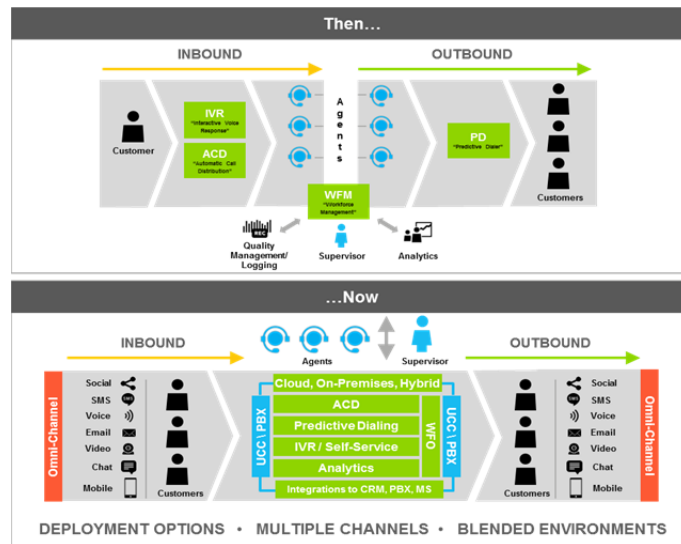 Then…
INBOUND
OUTBOUND
Customer
IVR
"Interactive Voice
Response"
ACD
"Automatic Call
Distribution"
Agents
PD
"Predictive Dialer"
Customers
WFM
"Workforce
Management"
REC
Quality
Management/
Logging
Supervisor
Analytics
…Now
INBOUND
Agents
Supervisor
OUTBOUND
Omni-Channel
Social
SMS
SMS
Voice
Email
Video
Chat
Mobile
Customers
UCC \ PBX
Cloud, On-Premises, Hybrid
ACD
Predictive Dialing
IVR / Self-Service
Analytics
WFO
Integrations to CRM, PBX, MS
UCC \ PBX
Customers
Social
SMS
SMS
Voice
Email
Video
Chat
Mobile
Omni-Channel
DEPLOYMENT OPTIONS • MULTIPLE CHANNELS • BLENDED ENVIRONMENTS